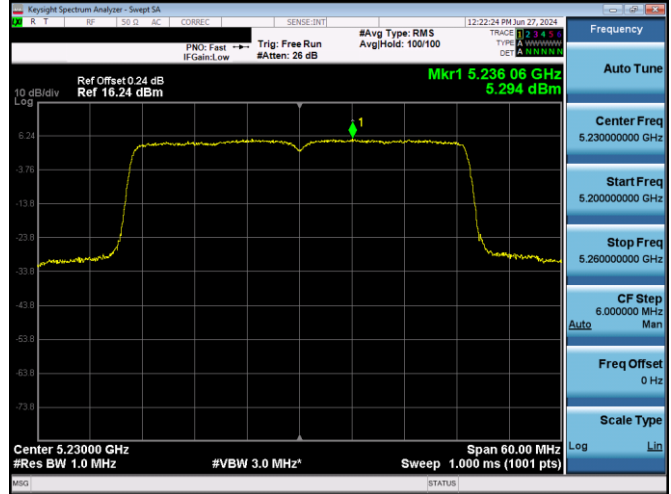 Keysight Spectrum Analyzer - Swept SA
R T RF 50 Ω AC CORREC SENSE:INT 12:22:24 PM Jun 27, 2024
PNO: Fast Trig: Free Run #Avg Type: RMS TRACE 1 2 3 4 5 6
IFGain:Low #Atten: 26 dB Avg|Hold: 100/100 TYPE A WWWWW
DET A N N N N N
Mkr1 5.236 06 GHz
5.294 dBm
Ref Offset 0.24 dB
10 dB/div Ref 16.24 dBm
Log
1
6.24
-3.76
-13.8
-23.8
-33.8
-43.8
-53.8
-63.8
-73.8
Center 5.23000 GHz Span 60.00 MHz
#Res BW 1.0 MHz #VBW 3.0 MHz* Sweep 1.000 ms (1001 pts)
MSG STATUS
Frequency
Auto Tune
Center Freq
5.230000000 GHz
Start Freq
5.200000000 GHz
Stop Freq
5.260000000 GHz
CF Step
6.000000 MHz
Auto Man
Freq Offset
0 Hz
Scale Type
Log Lin